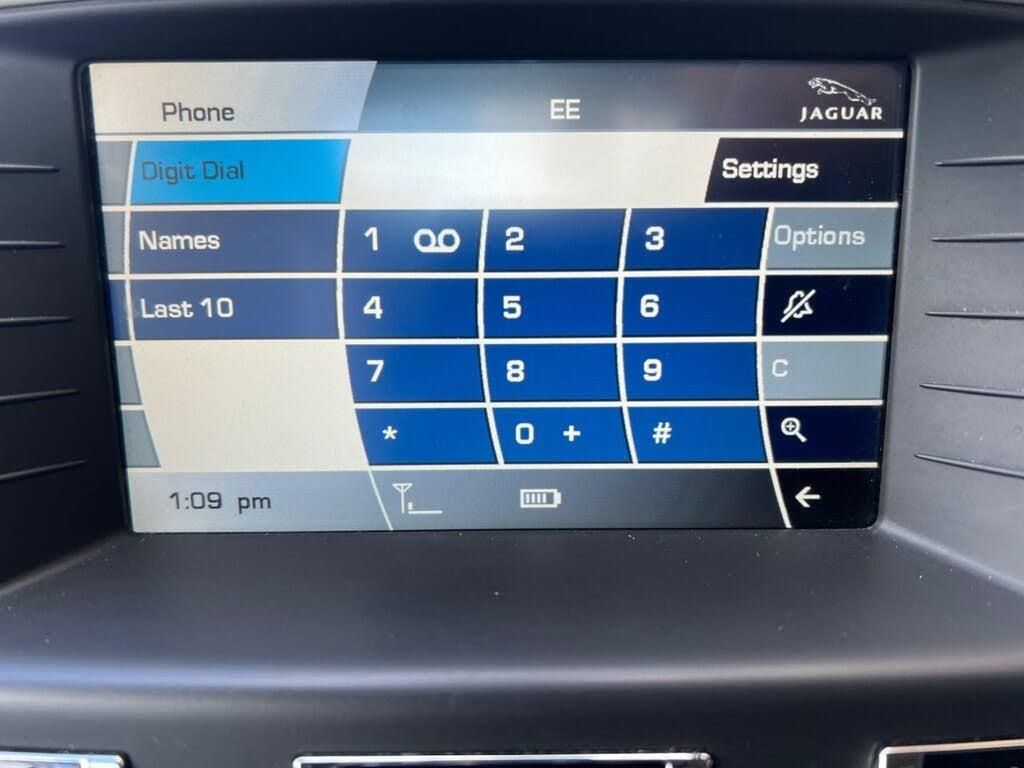 Phone EE JAGUAR
Digit Dial Settings
Names 1 2 3 Options
Last 10 4 5 6
7 8 9 C
* 0 + #
1:09 pm